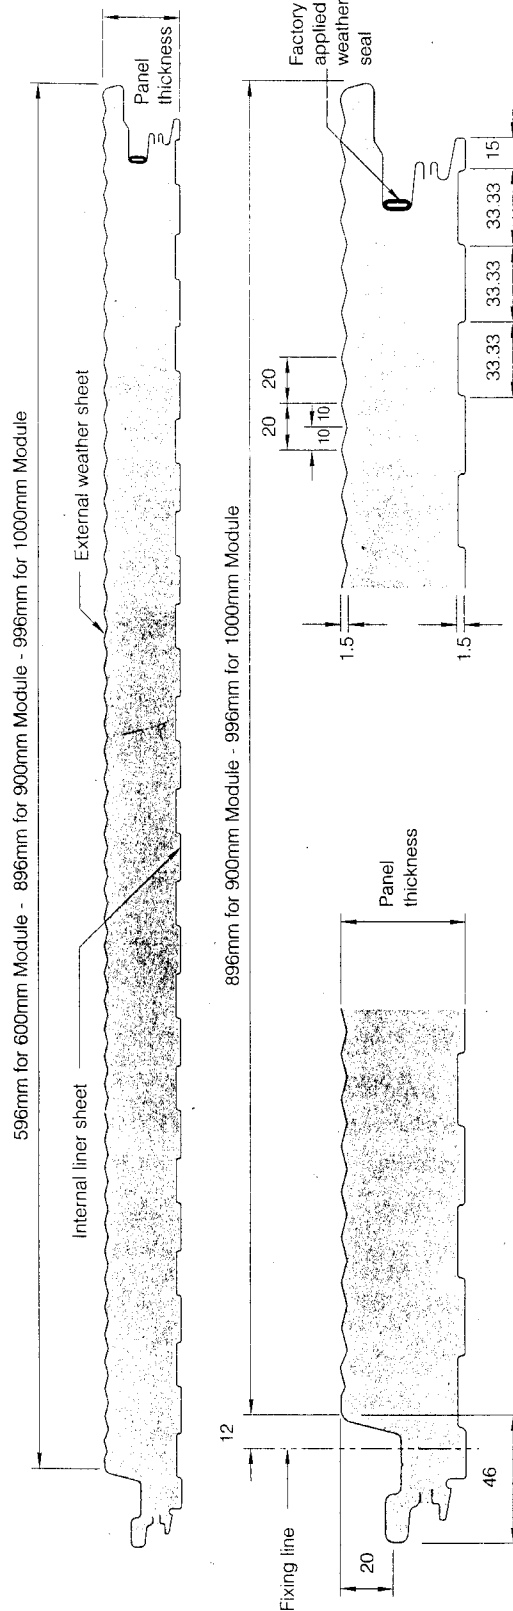 596mm for 600mm Module - 896mm for 900mm Module - 996mm for 1000mm Module
External weather sheet
Internal liner sheet
Panel
thickness
896mm for 900mm Module - 996mm for 1000mm Module
Factory
applied
weather
seal
12
Fixing line
20
46
Panel
thickness
1.5
1.5
20
20
10
10
33.33
33.33
33.33
15